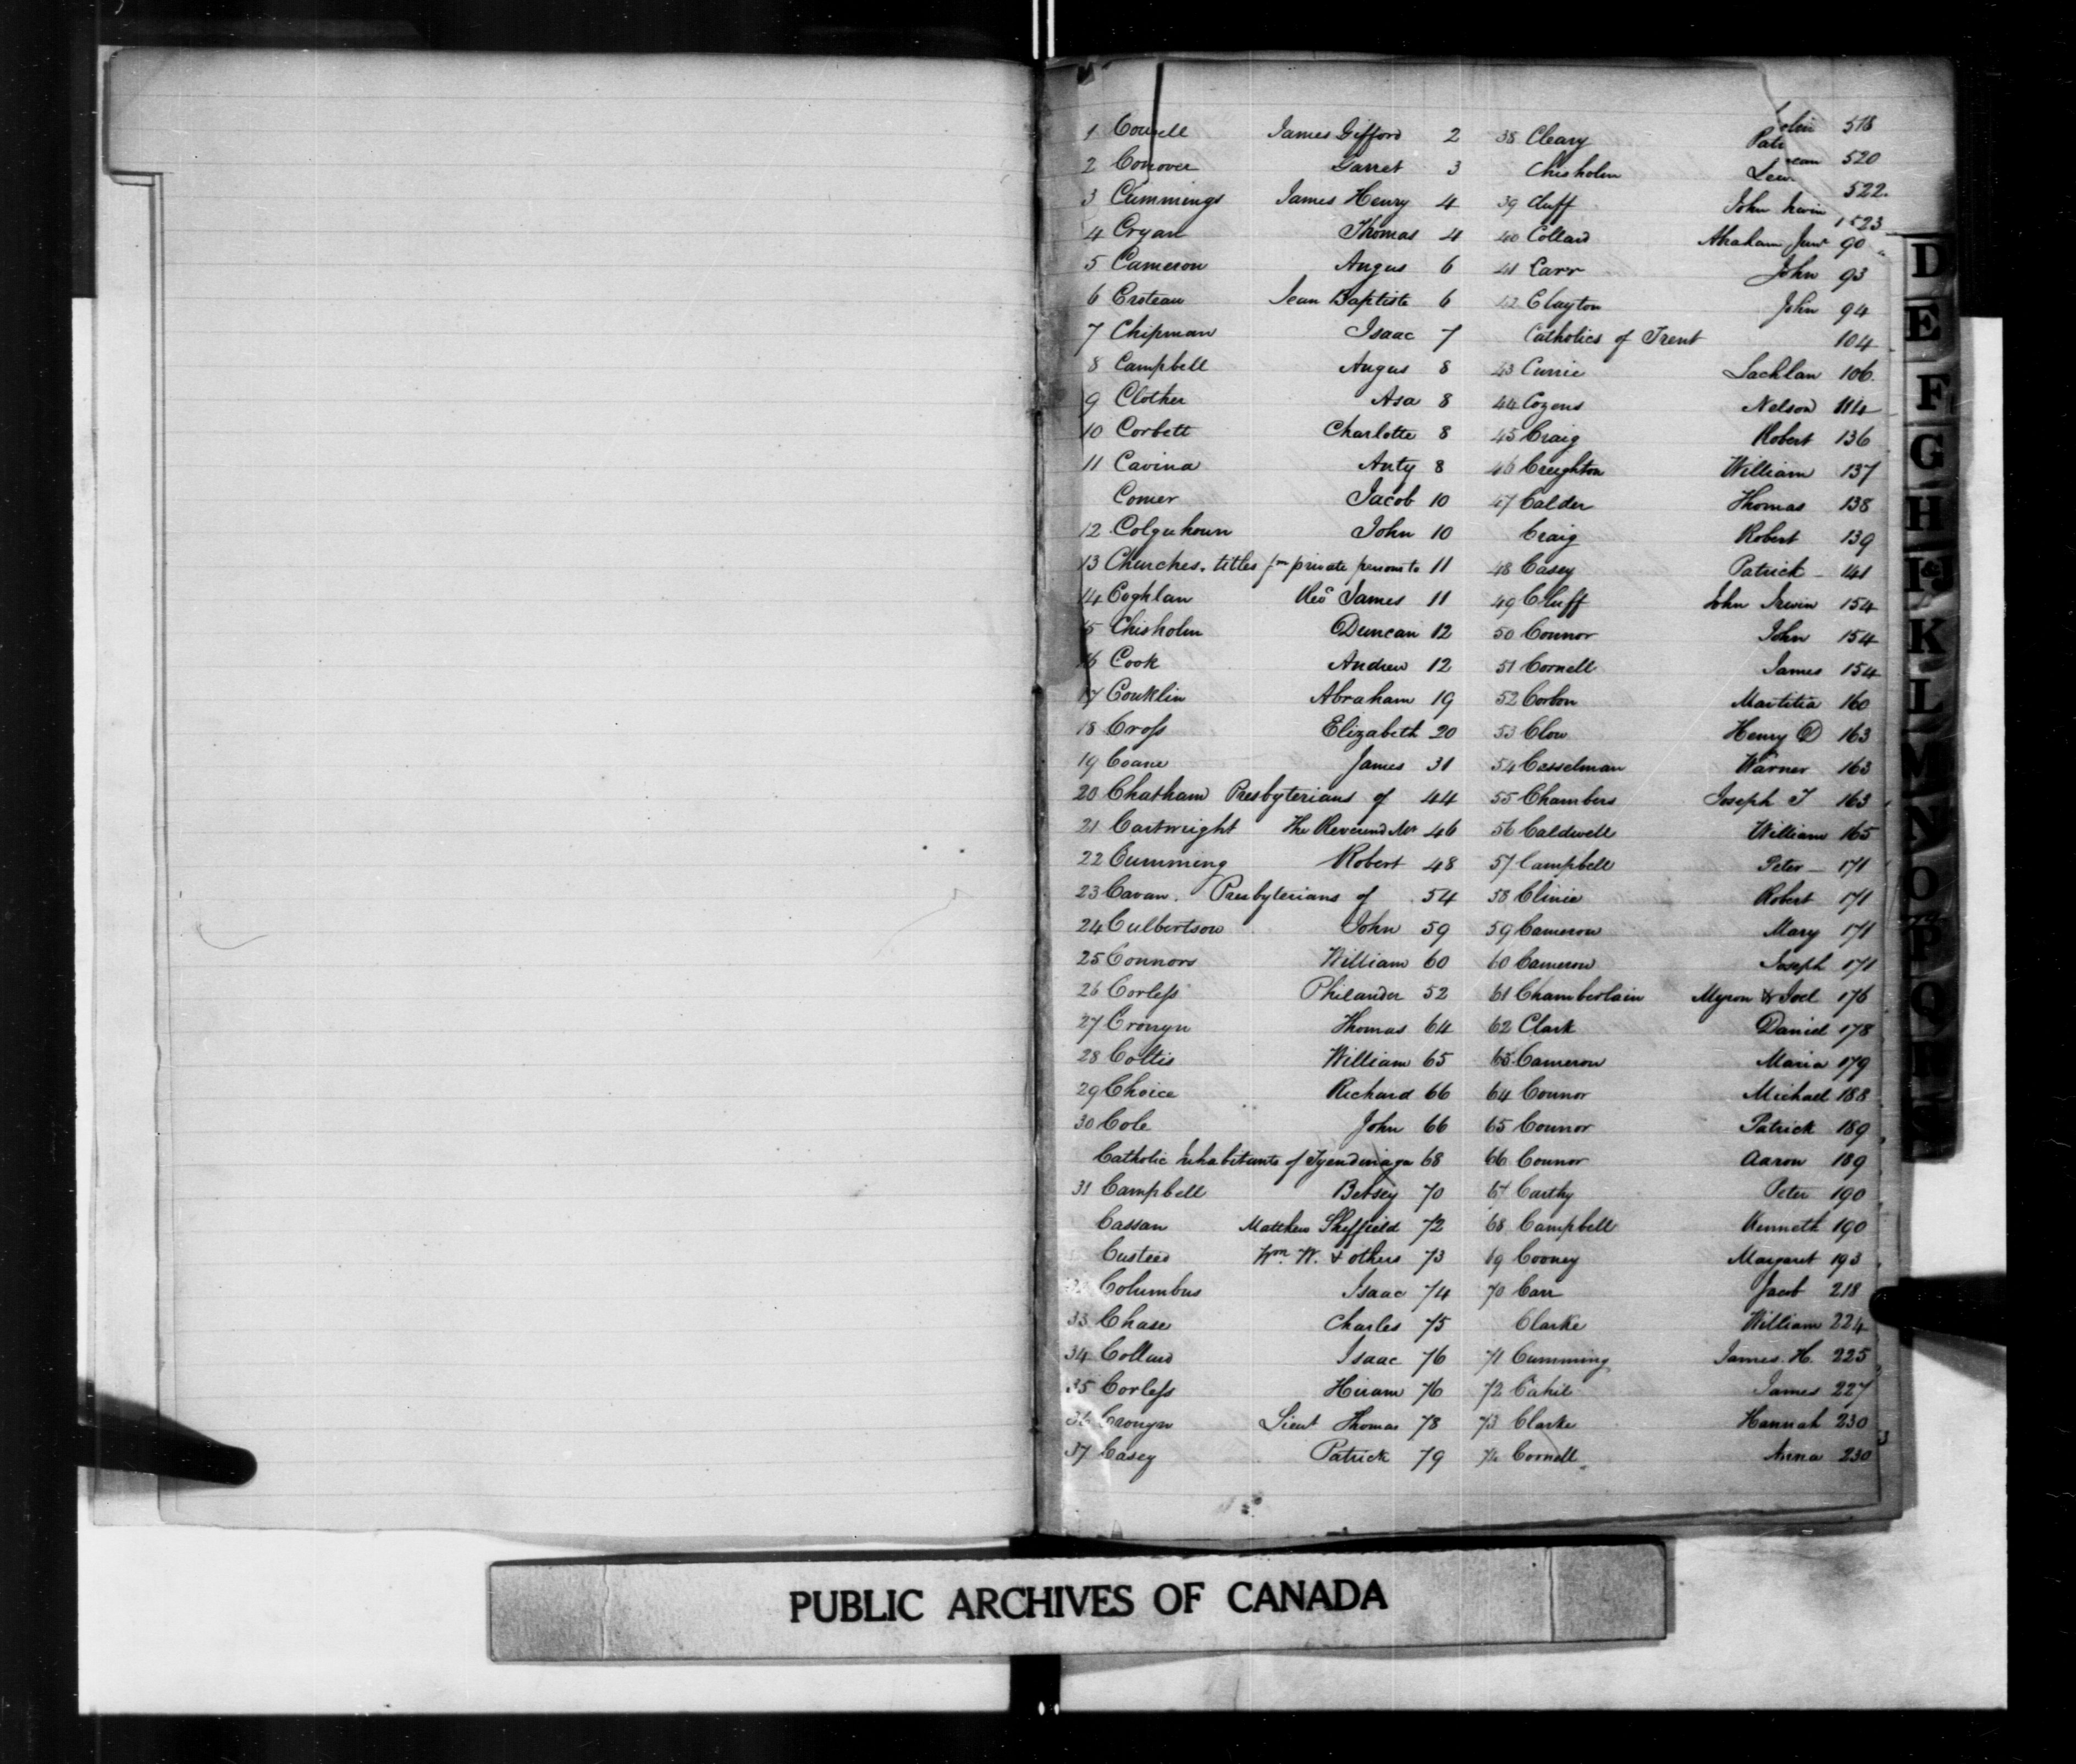 1 Cowell James Gifford 2
2 Conover Garret 3
3 Cummings James Henry 4
4 Cryan Thomas 4
5 Cameron Angus 6
6 Croteau Jean Baptiste 6
7 Chipman Isaac 7
8 Campbell Angus 8
9 Clother Asa 8
10 Corbett Charlotte 8
11 Cavina Anty 8
Comer Jacob 10
12 Colquhoun John 10
13 Churches. titles fm private persons to 11
14 Coghlan Revd James 11
15 Chisholm Duncan 12
16 Cook Andrew 12
17 Conklin Abraham 19
18 Cross Elizabeth 20
19 Coane James 31
20 Chatham Presbyterians of 44
21 Cartwright The Reverend Mr 46
22 Cumming Robert 48
23 Cavan. Presbyterians of 54
24 Culbertson John 59
25 Connors William 60
26 Corless Philander 52
27 Cronyn Thomas 64
28 Coltis William 65
29 Choice Richard 66
30 Cole John 66
Catholic inhabitants of Tyendinaga 68
31 Campbell Betsey 70
Cassan Matthew Sheffield 72
Custeed Wm. W. & others 73
Columbus Isaac 74
33 Chase Charles 75
34 Collard Isaac 76
35 Corless Hiram 76
36 Cronyn Lieut Thomas 78
37 Casey Patrick 79
38 Cleary Pat
Chisholm Lew
39 Cluff John Irwin
40 Collard Abraham Junr 90
41 Carr John 93
42 Clayton John 94
Catholics of Trent 104
43 Currie Lachlan 106
44 Cozens Nelson 114
45 Craig Robert 136
46 Creighton William 137
47 Calder Thomas 138
Craig Robert 139
48 Casey Patrick 141
49 Cluff John Irwin 154
50 Connor John 154
51 Cornell James 154
52 Corbon Martitia 160
53 Clow Henry D 163
54 Casselman Warner 163
55 Chambers Joseph T 163
56 Caldwell William 165
57 Campbell Peter 171
58 Clinie Robert 171
59 Cameron Mary 171
60 Cameron Joseph 171
61 Chamberlain Myron & Joel 176
62 Clark Daniel 178
63 Cameron Maria 179
64 Connor Michael 188
65 Connor Patrick 189
66 Connor Aaron 189
67 Carthy Peter 190
68 Campbell Kenneth 190
69 Cooney Margaret 193
70 Carr Jacob 218
Clarke William 224
71 Cumming James. H. 225
72 Cahil James 227
73 Clarke Hannah 230
74 Cornell Anna 230
518
520
522
523
D
E
F
G
H
I&J
K
L
M
N
O
P
Q
R
PUBLIC ARCHIVES OF CANADA